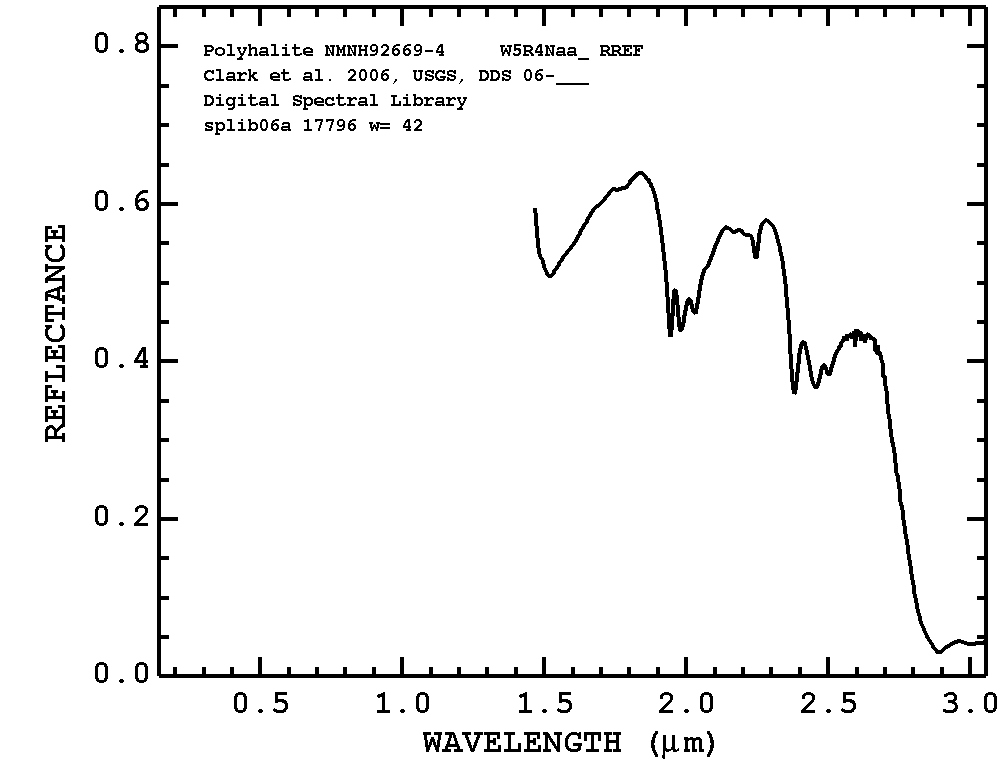 0.8
Polyhalite NMNH92669-4 W5R4Naa_ RREF
Clark et al. 2006, USGS, DDS 06-___
Digital Spectral Library
splib06a 17796 w= 42
0.6
REFLECTANCE
0.4
0.2
0.0
0.5 1.0 1.5 2.0 2.5 3.0
WAVELENGTH (μm)